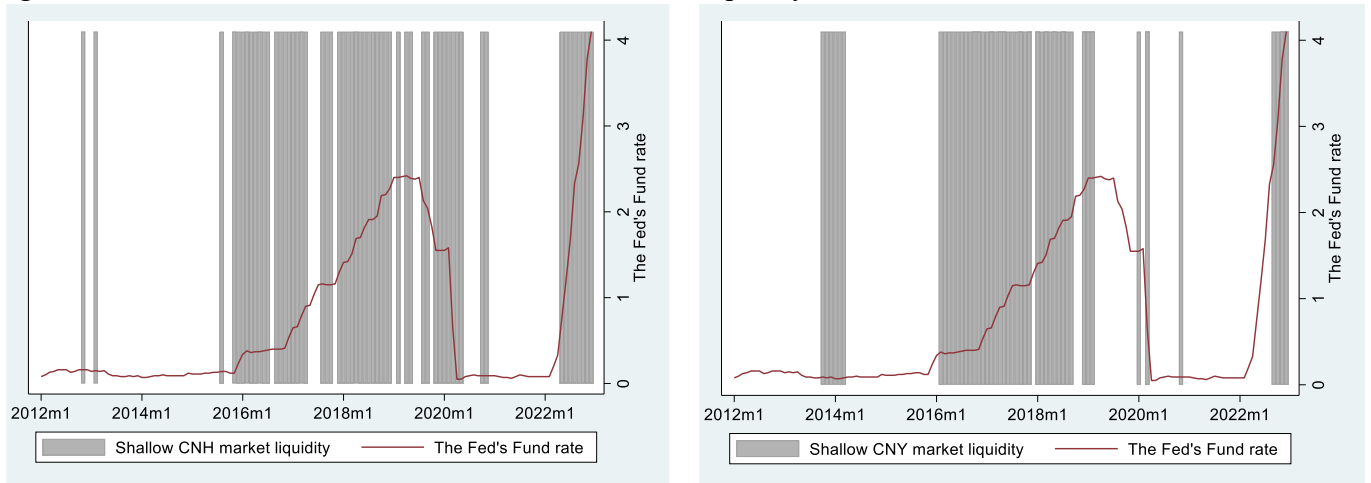 4
3
2
1
0
The Fed's Fund rate
2012m1 2014m1 2016m1 2018m1 2020m1 2022m1
Shallow CNH market liquidity The Fed's Fund rate
4
3
2
1
0
The Fed's Fund rate
2012m1 2014m1 2016m1 2018m1 2020m1 2022m1
Shallow CNY market liquidity The Fed's Fund rate